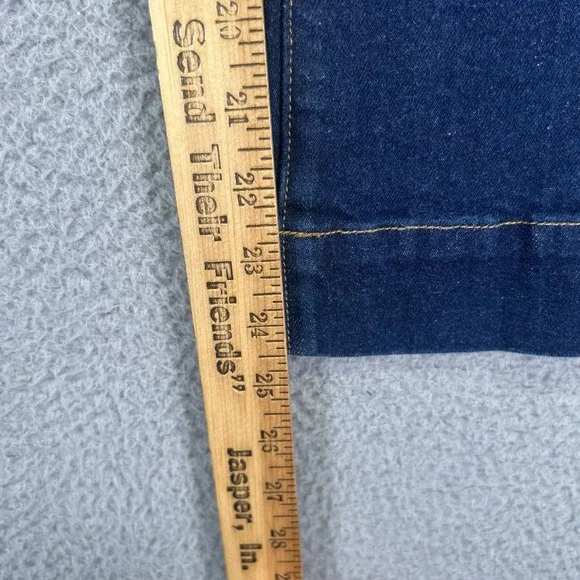 Send Their Friends" Jasper, In.
20 21 22 23 24 25 26 27 28